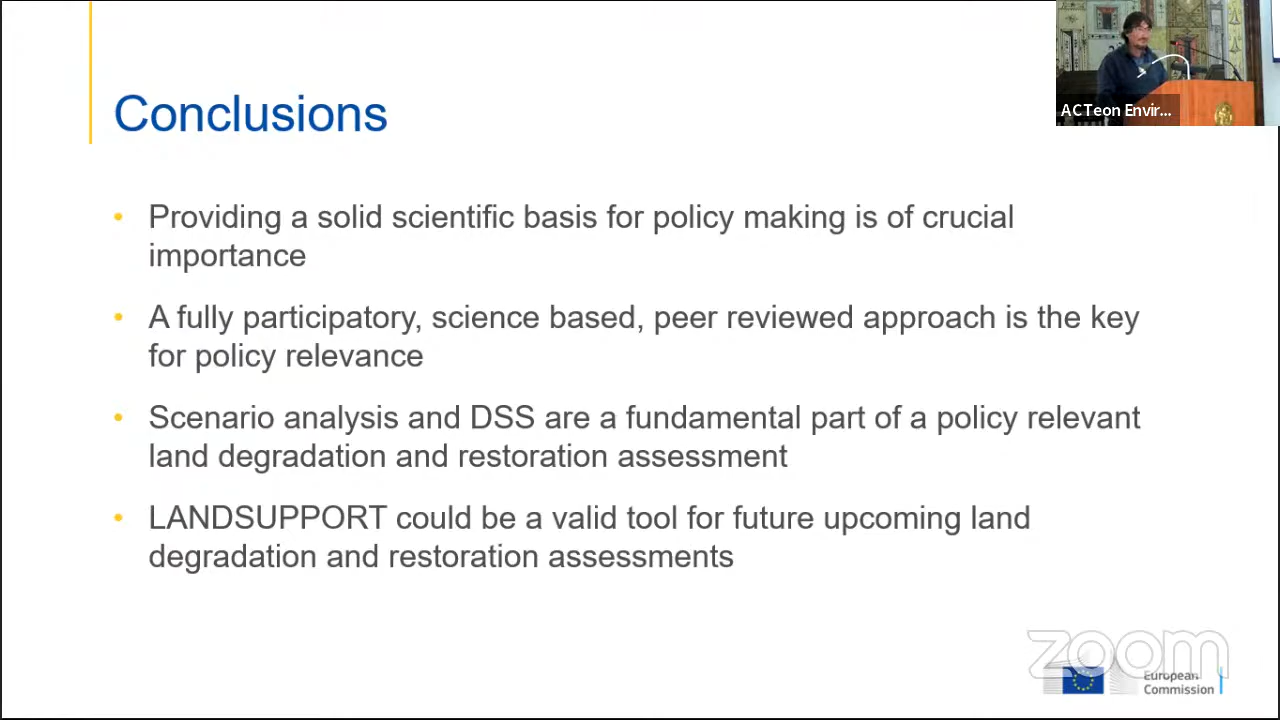 ACTeon Envir...
Conclusions
• Providing a solid scientific basis for policy making is of crucial
importance
• A fully participatory, science based, peer reviewed approach is the key
for policy relevance
• Scenario analysis and DSS are a fundamental part of a policy relevant
land degradation and restoration assessment
• LANDSUPPORT could be a valid tool for future upcoming land
degradation and restoration assessments
zoom
European
Commission